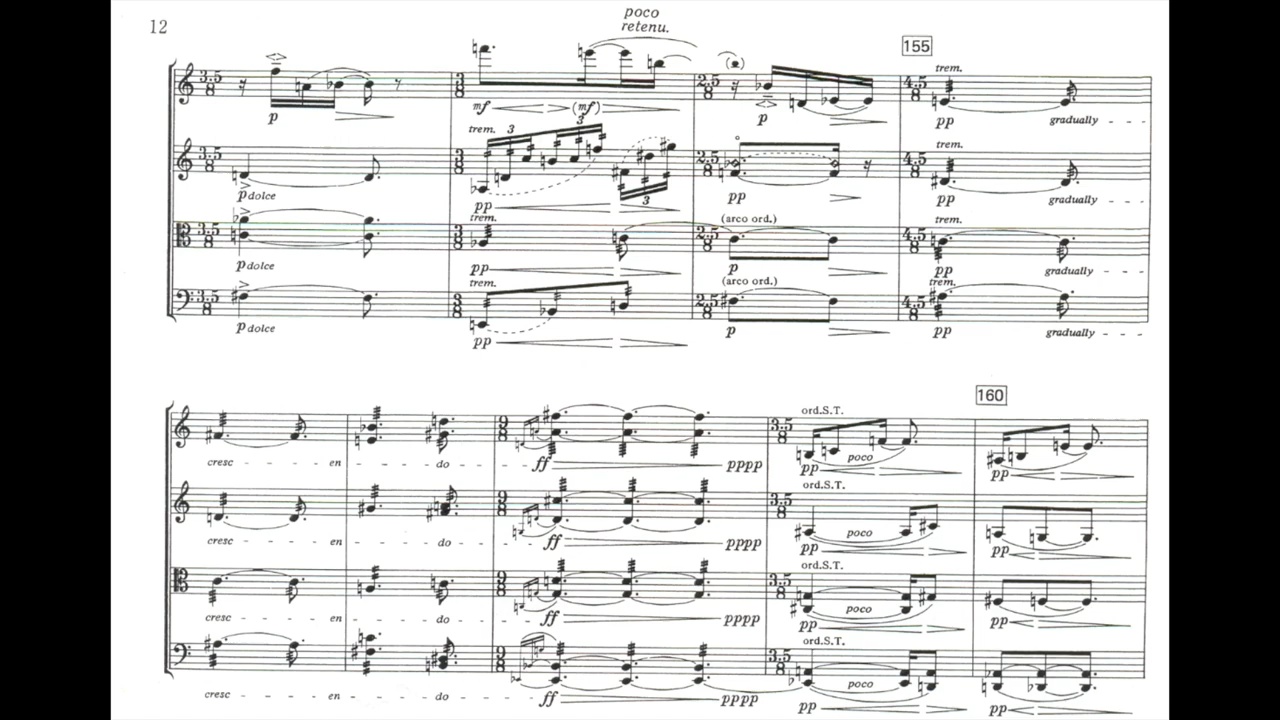 12
poco
retenu.
155
3.5 8 3 8 2.5 8 4.5 8
trem.
p mf (mf) p pp gradually
3.5 8 3 8 2.5 8 4.5 8
trem. 3 3 trem.
p dolce pp 3 pp pp gradually
3.5 8 3 8 2.5 8 4.5 8
trem. (arco ord.) trem.
p dolce pp p pp gradually
3.5 8 3 8 2.5 8 4.5 8
trem. (arco ord.) trem.
p dolce pp p pp gradually
160
9 8 3.5 8
ord.S.T.
cresc - en - do ff pppp pp poco pp
9 8 3.5 8
ord.S.T.
cresc - en - do ff pppp pp poco pp
9 8 3.5 8
ord.S.T.
cresc - en - do ff pppp pp poco pp
9 8 3.5 8
ord.S.T.
cresc - en - do ff pppp pp poco pp